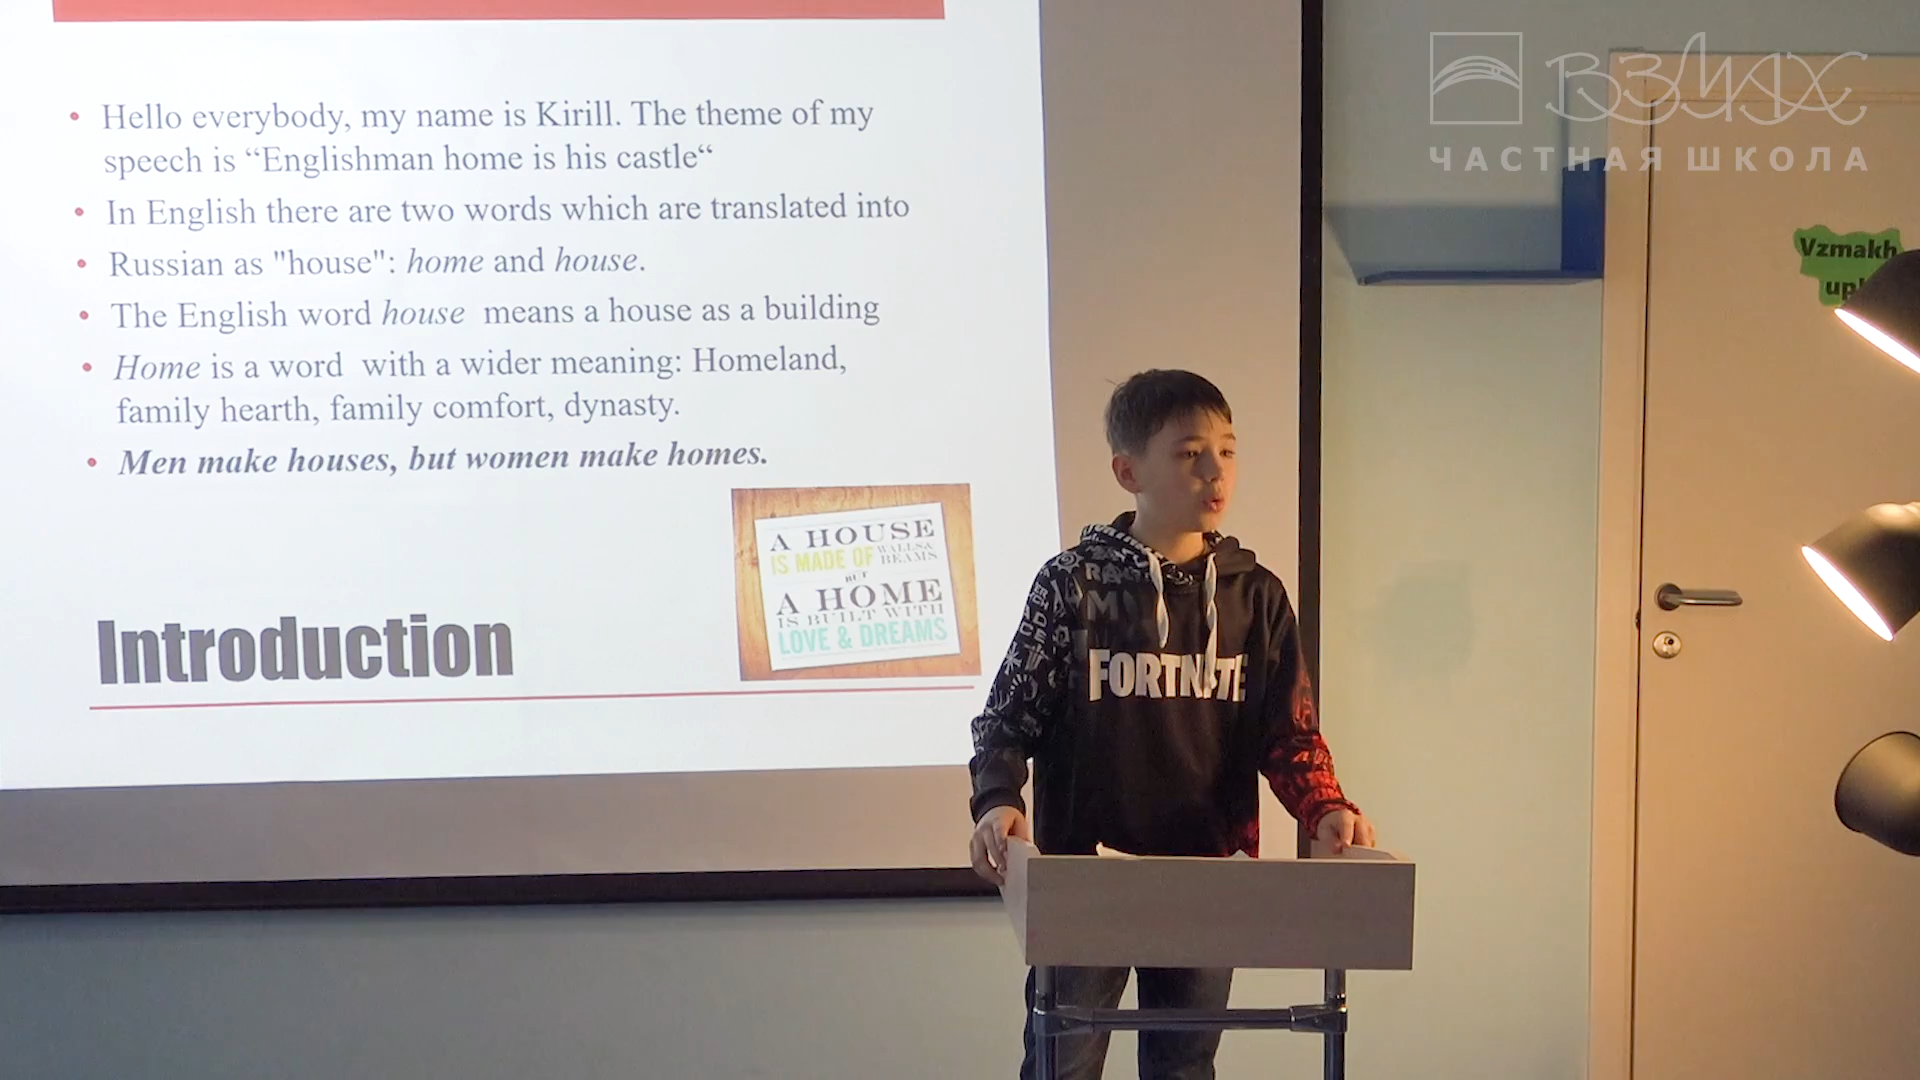 Hello everybody, my name is Kirill. The theme of my
speech is “Englishman home is his castle“
In English there are two words which are translated into
Russian as "house": home and house.
The English word house means a house as a building
Home is a word with a wider meaning: Homeland,
family hearth, family comfort, dynasty.
Men make houses, but women make homes.
A HOUSE
IS MADE OF WALLS & BEAMS
BUT
A HOME
IS BUILT WITH
LOVE & DREAMS
Introduction
FORTNITE
ВЗМАХ
ЧАСТНАЯ ШКОЛА
Vzmakh